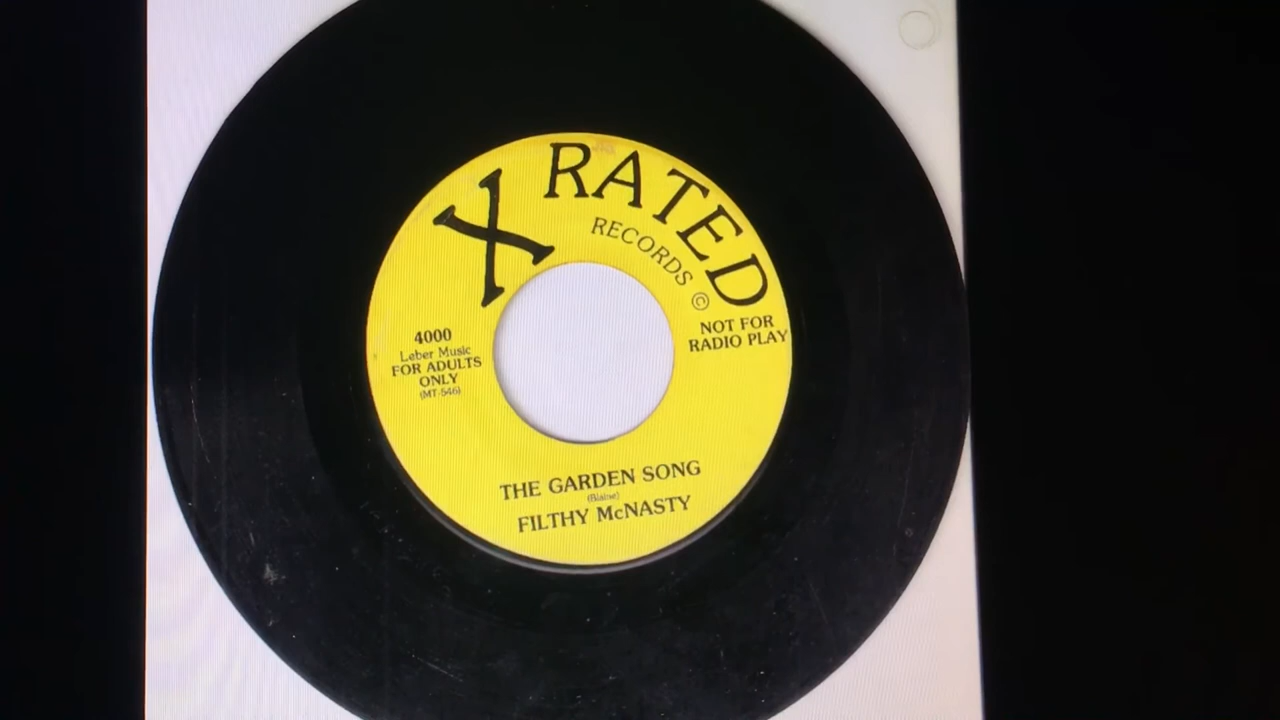 X RATED
RECORDS ©
NOT FOR
RADIO PLAY
4000
Leber Music
FOR ADULTS
ONLY
(MT-546)
THE GARDEN SONG
(Blaine)
FILTHY McNASTY